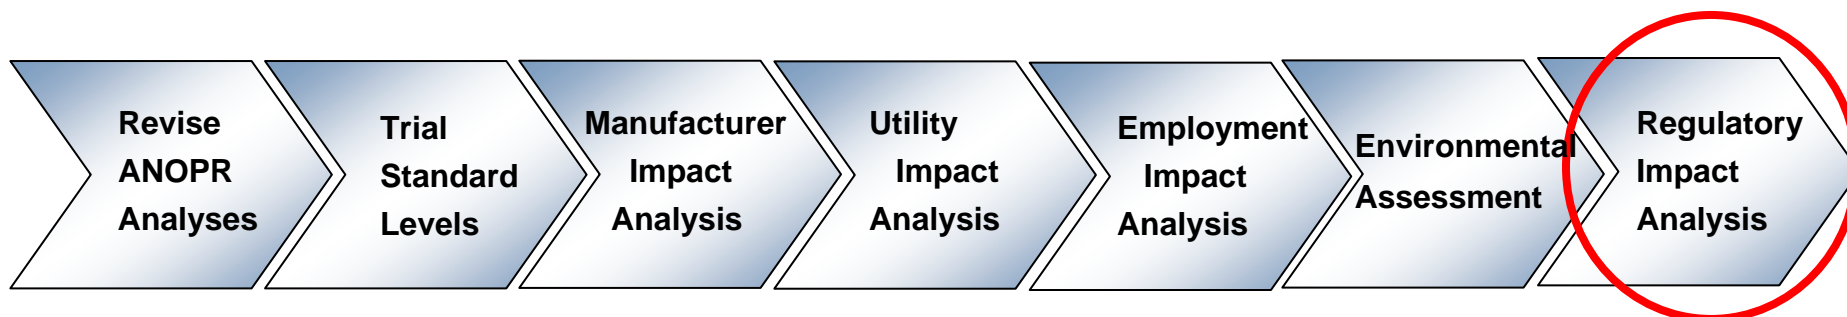 Revise
ANOPR
Analyses
Trial
Standard
Levels
Manufacturer
Impact
Analysis
Utility
Impact
Analysis
Employment
Impact
Analysis
Environmental
Assessment
Regulatory
Impact
Analysis